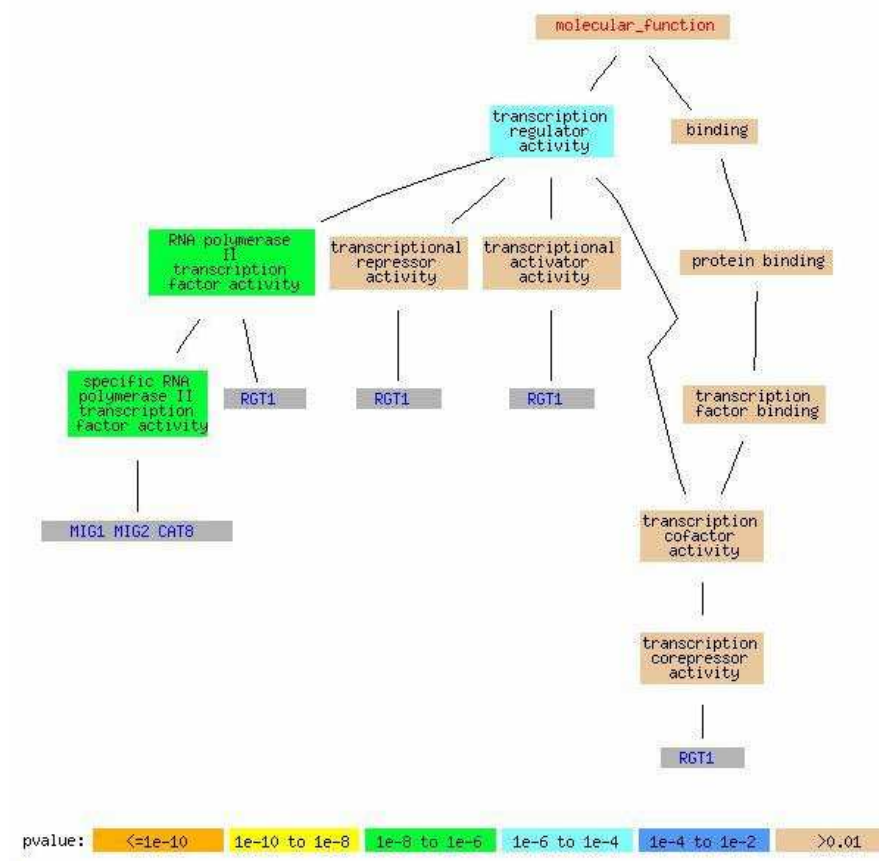 molecular_function
transcription
regulator
activity
binding
RNA polymerase
II
transcription
factor activity
transcriptional
repressor
activity
transcriptional
activator
activity
protein binding
specific RNA
polymerase II
transcription
factor activity
RGT1
RGT1
RGT1
transcription
factor binding
MIG1 MIG2 CAT8
transcription
cofactor
activity
transcription
corepressor
activity
RGT1
pvalue: <=1e-10 1e-10 to 1e-8 1e-8 to 1e-6 1e-6 to 1e-4 1e-4 to 1e-2 >0.01